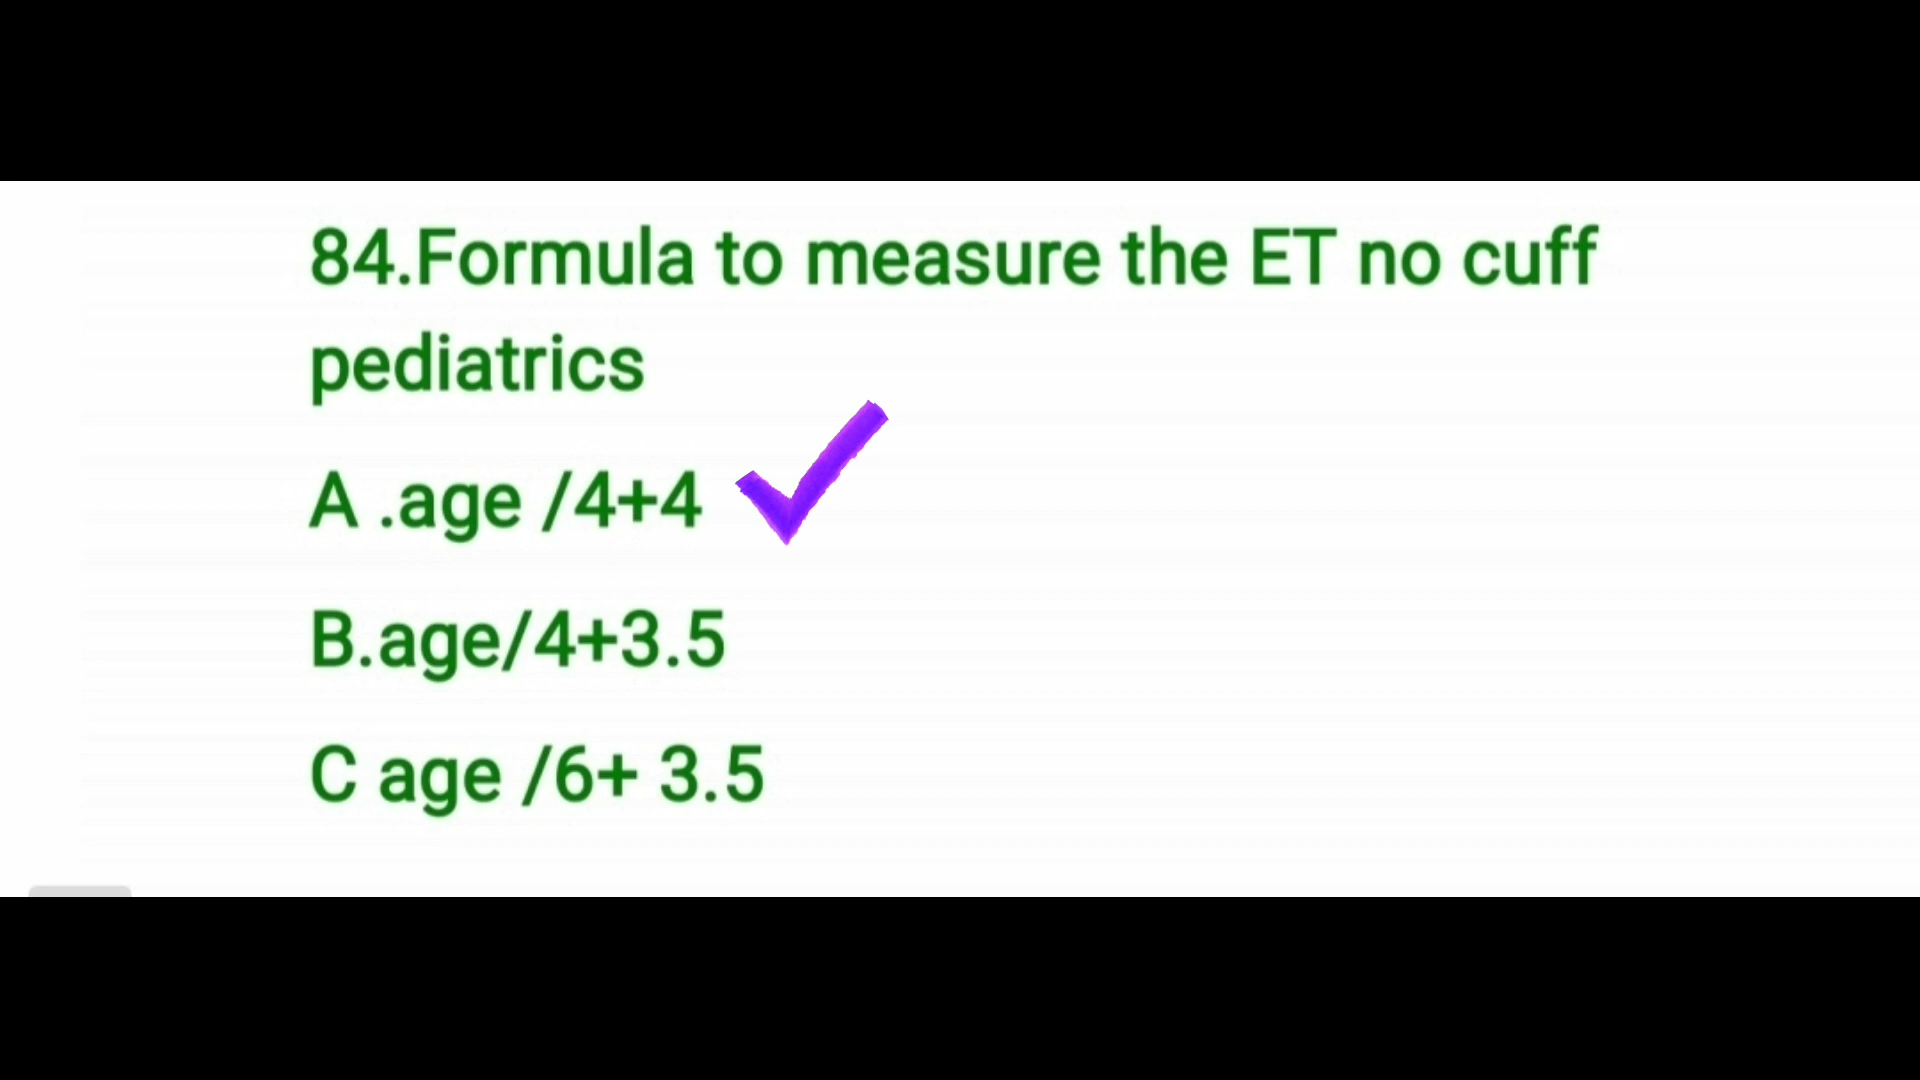 84.Formula to measure the ET no cuff
pediatrics
A .age /4+4
B.age/4+3.5
C age /6+ 3.5